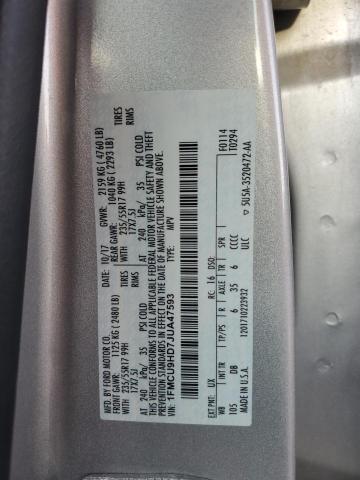 MFD. BY FORD MOTOR CO.
10/17
GVWR: 2159 KG (4760 LB)
FRONT GAWR: 1125 KG (2480 LB)
REAR GAWR: 1040 KG (2293 LB)
WITH 235/55R17 99H TIRES
WITH 235/55R17 99H TIRES
17X7.5J RIMS
17X7.5J RIMS
AT 240 kPa/ 35 PSI COLD
AT 240 kPa/ 35 PSI COLD
THIS VEHICLE CONFORMS TO ALL APPLICABLE FEDERAL MOTOR VEHICLE SAFETY AND THEFT
PREVENTION STANDARDS IN EFFECT ON THE DATE OF MANUFACTURE SHOWN ABOVE.
VIN: 1FMCU9HD7JUA47593
TYPE: MPV
F0114
T0294
EXT PNT: UX RC: 16 DSO:
WB INT TR TP/PS R AXLE TR SPR
105 DB 6 35 6 CCCC
MADE IN U.S.A.
120171023932
ULC
5U5A-3520472-AA